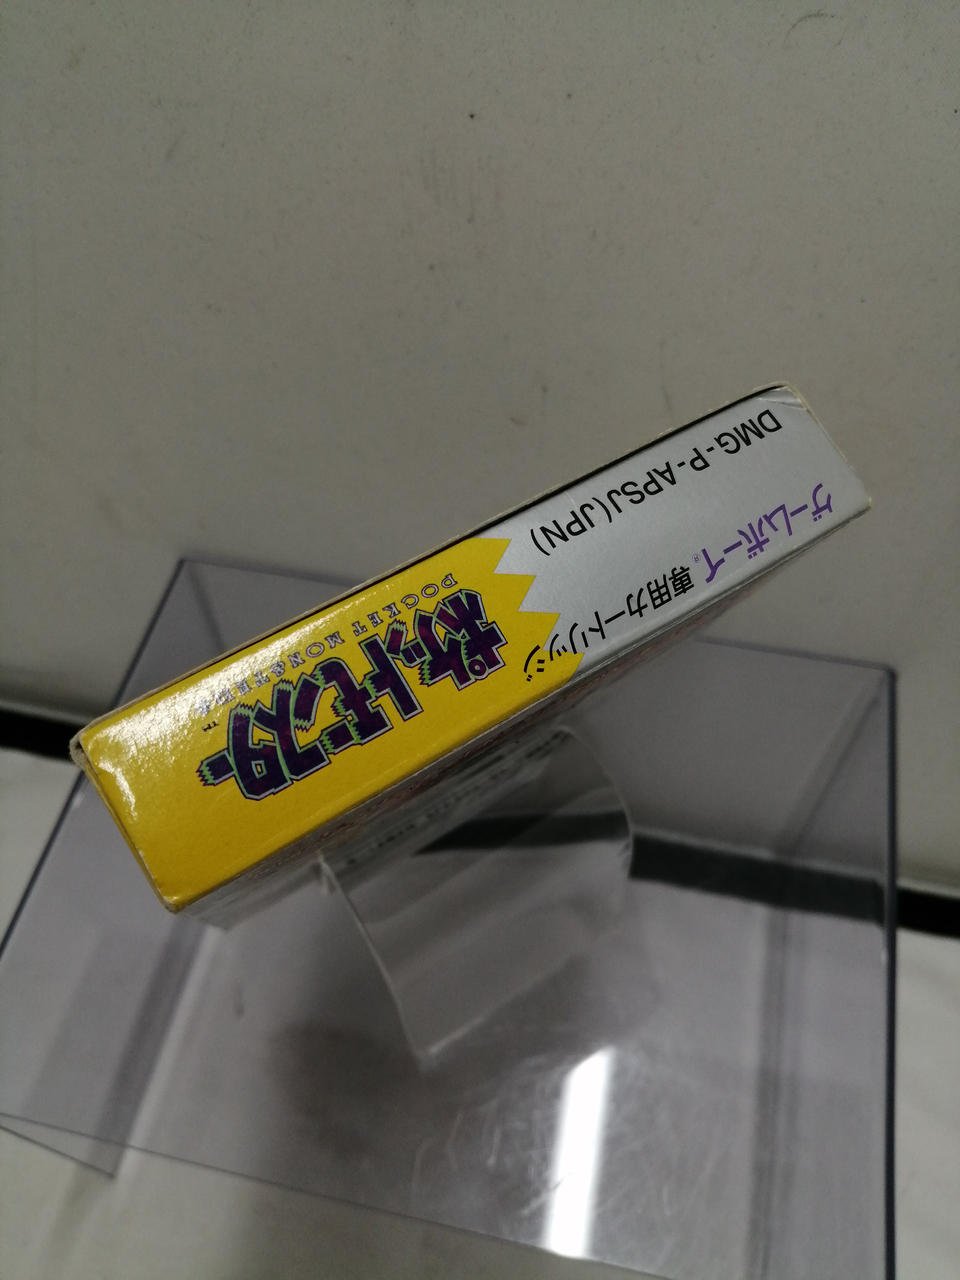 ゲームボーイ® 専用カートリッジ
DMG-P-APSJ(JPN)
ポケットモンスター
POCKET MONSTERS
TM